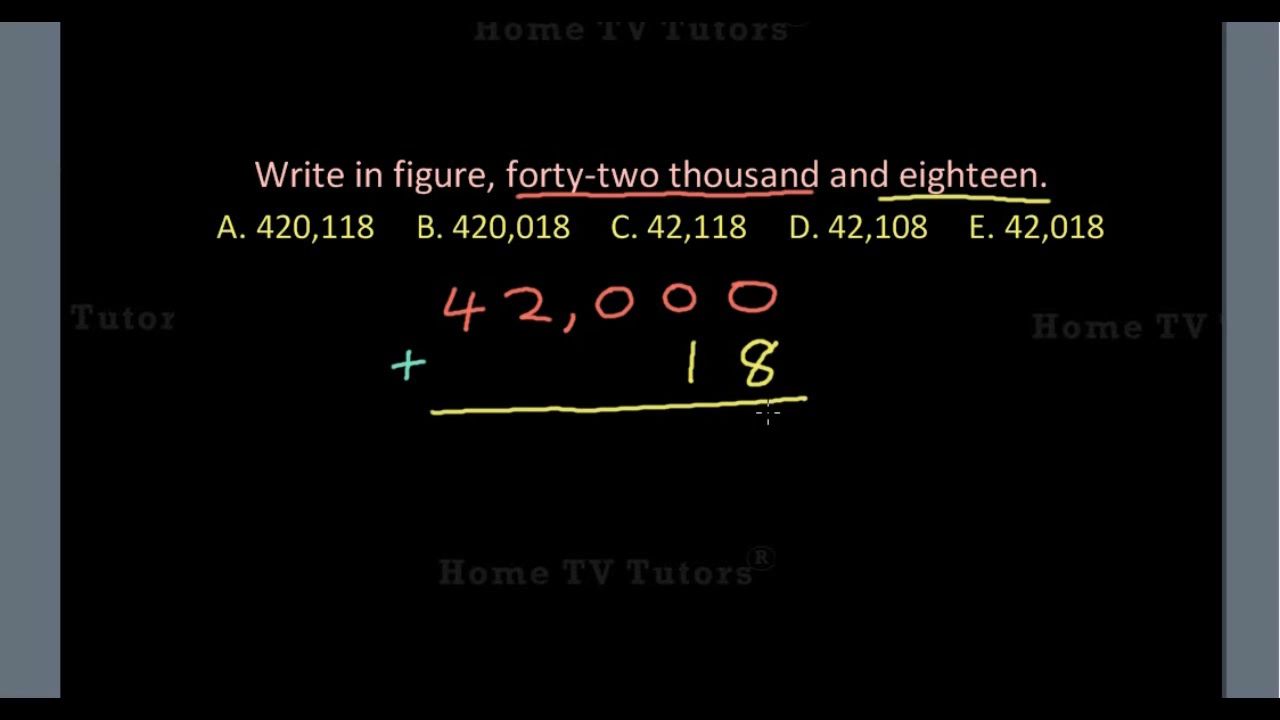 Home TV Tutors
Write in figure, forty-two thousand and eighteen.
A. 420,118 B. 420,018 C. 42,118 D. 42,108 E. 42,018
42,000
Tutor
Home TV
+ 18
Home TV Tutors®